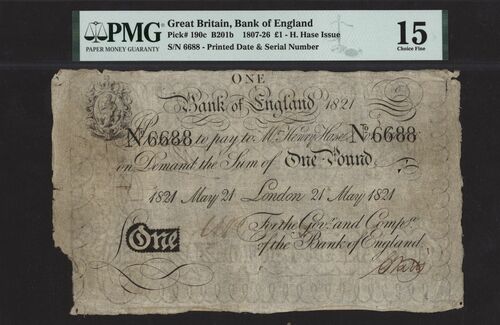 PMG
PAPER MONEY GUARANTY
Great Britain, Bank of England
Pick# 190c B201b 1807-26 £1 - H. Hase Issue
S/N 6688 - Printed Date & Serial Number
15
Choice Fine
ONE
Bank of England 1821
No. 6688 to pay to Mr. Henry Hase No. 6688
on Demand the Sum of One Pound
1821 May 21 London 21 May 1821
For the Govr. and Compa.
of the Bank of England
One